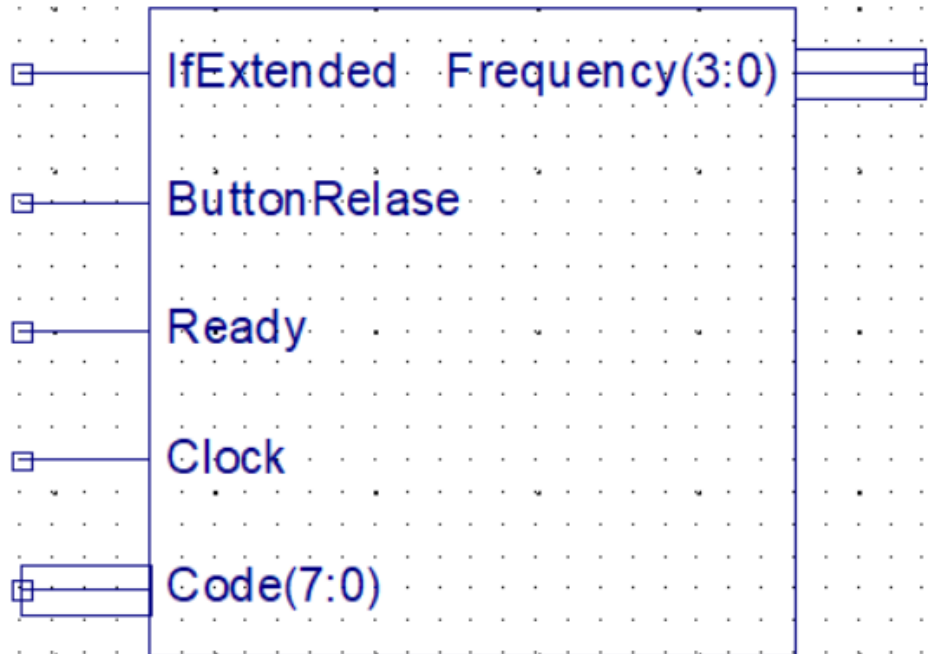 IfExtended Frequency(3:0)
ButtonRelase
Ready
Clock
Code(7:0)